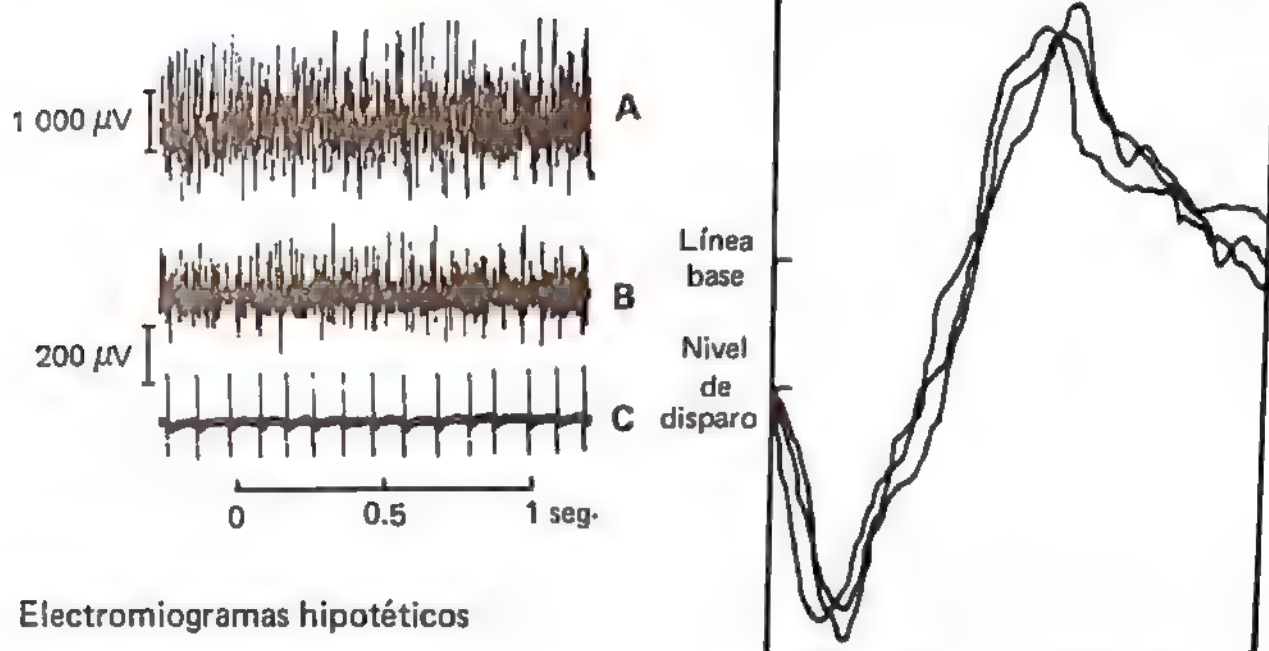 1 000 μV
A
B
200 μV
C
0
0.5
1 seg.
Electromiogramas hipotéticos
Línea
base
Nivel
de
disparo